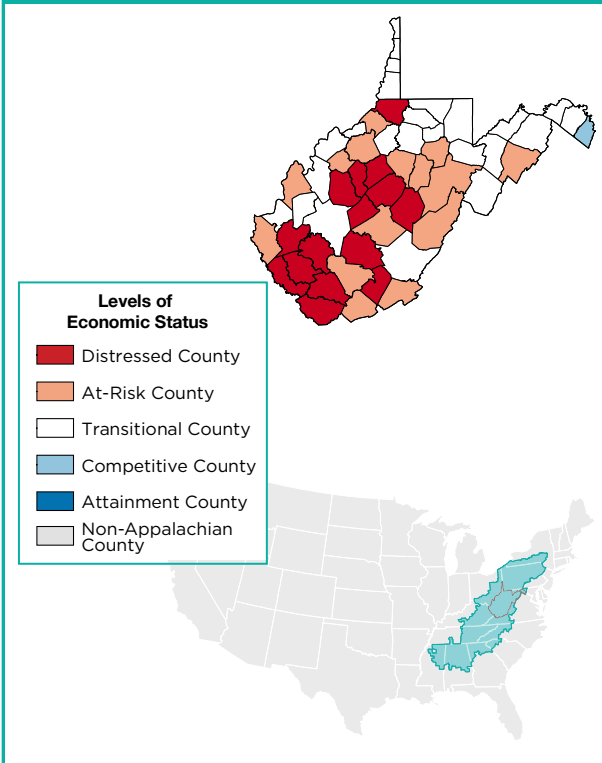 Levels of
Economic Status
Distressed County
At-Risk County
Transitional County
Competitive County
Attainment County
Non-Appalachian
County